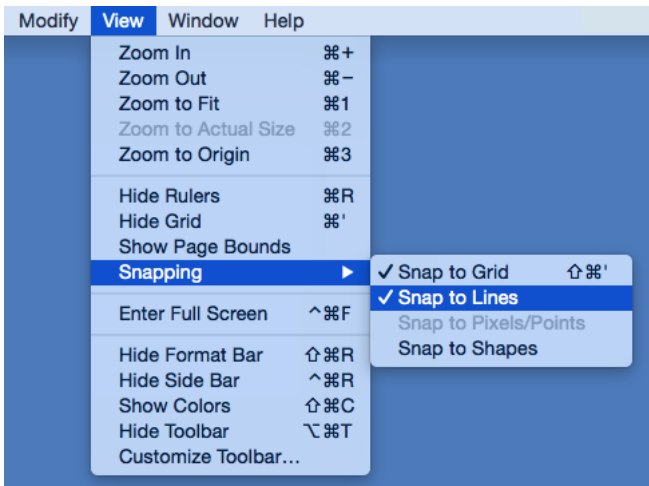 Modify View Window Help
Zoom In ⌘+
Zoom Out ⌘−
Zoom to Fit ⌘1
Zoom to Actual Size ⌘2
Zoom to Origin ⌘3
Hide Rulers ⌘R
Hide Grid ⌘'
Show Page Bounds
Snapping ▶
✓ Snap to Grid ⇧⌘'
✓ Snap to Lines
Snap to Pixels/Points
Snap to Shapes
Enter Full Screen ^⌘F
Hide Format Bar ⇧⌘R
Hide Side Bar ^⌘R
Show Colors ⇧⌘C
Hide Toolbar ⌥⌘T
Customize Toolbar...